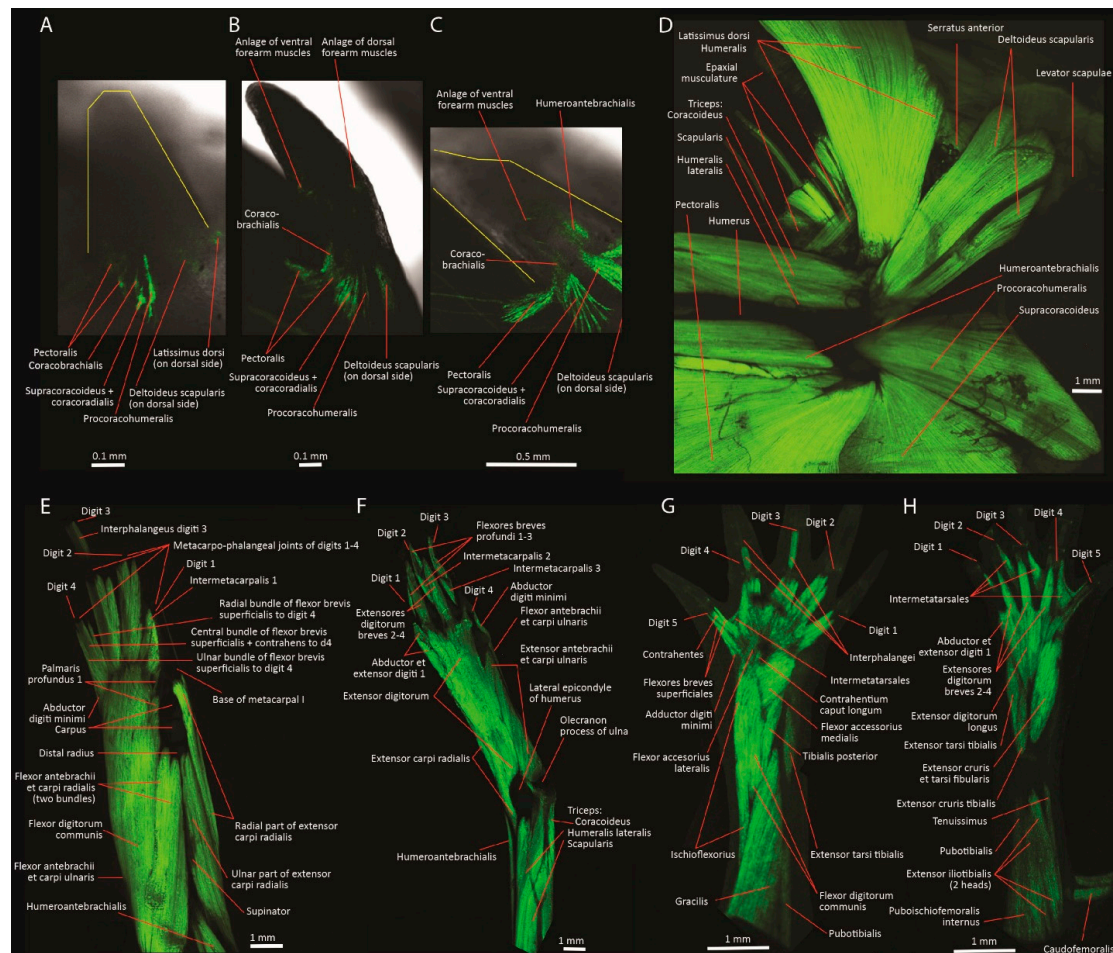 A
B
C
D
Anlage of ventral
forearm muscles
Anlage of dorsal
forearm muscles
Anlage of ventral
forearm muscles
Humeroantebrachialis
Coraco-
brachialis
Coraco-
brachialis
Pectoralis
Coracobrachialis
Supracoracoideus +
coracoradialis
Procoracohumeralis
Latissimus dorsi
(on dorsal side)
Deltoideus scapularis
(on dorsal side)
0.1 mm
Pectoralis
Supracoracoideus +
coracoradialis
Procoracohumeralis
Deltoideus scapularis
(on dorsal side)
0.1 mm
Pectoralis
Supracoracoideus +
coracoradialis
Procoracohumeralis
Deltoideus scapularis
(on dorsal side)
0.5 mm
Latissimus dorsi
Humeralis
Epaxial
musculature
Triceps:
Coracoideus
Scapularis
Humeralis
lateralis
Pectoralis
Humerus
Serratus anterior
Deltoideus scapularis
Levator scapulae
Humeroantebrachialis
Procoracohumeralis
Supracoracoideus
1 mm
E
Digit 3
Interphalangeus digiti 3
Digit 2
Metacarpo-phalangeal joints of digits 1-4
Digit 1
Digit 4
Intermetacarpalis 1
Radial bundle of flexor brevis
superficialis to digit 4
Central bundle of flexor brevis
superficialis + contrahens to d4
Palmaris
profundus 1
Ulnar bundle of flexor brevis
superficialis to digit 4
Base of metacarpal I
Abductor
digiti minimi
Carpus
Distal radius
Flexor antebrachii
et carpi radialis
(two bundles)
Flexor digitorum
communis
Radial part of extensor
carpi radialis
Flexor antebrachii
et carpi ulnaris
Ulnar part of extensor
carpi radialis
Supinator
Humeroantebrachialis
1 mm
F
Digit 3
Digit 2
Flexores breves
profundi 1-3
Intermetacarpalis 2
Digit 1
Intermetacarpalis 3
Digit 4
Abductor
digiti minimi
Extensores
digitorum
breves 2-4
Flexor antebrachii
et carpi ulnaris
Extensor antebrachii
et carpi ulnaris
Abductor et
extensor digiti 1
Extensor digitorum
Lateral epicondyle
of humerus
Olecranon
process of ulna
Extensor carpi radialis
Triceps:
Coracoideus
Humeralis lateralis
Scapularis
Humeroantebrachialis
1 mm
G
Digit 3
Digit 2
Digit 4
Digit 5
Digit 1
Contrahentes
Interphalangei
Flexores breves
superficiales
Intermetatarsales
Contrahentium
caput longum
Adductor digiti
minimi
Flexor accessorius
medialis
Flexor accesorius
lateralis
Tibialis posterior
Ischioflexorius
Extensor tarsi tibialis
Gracilis
Flexor digitorum
communis
Pubotibialis
1 mm
H
Digit 4
Digit 3
Digit 2
Digit 1
Digit 5
Intermetatarsales
Abductor et
extensor digiti 1
Extensores
digitorum
breves 2-4
Extensor digitorum
longus
Extensor tarsi tibialis
Extensor cruris
et tarsi fibularis
Extensor cruris tibialis
Tenuissimus
Pubotibialis
Extensor iliotibialis
(2 heads)
Puboischiofemoralis
internus
Caudofemoralis
1 mm